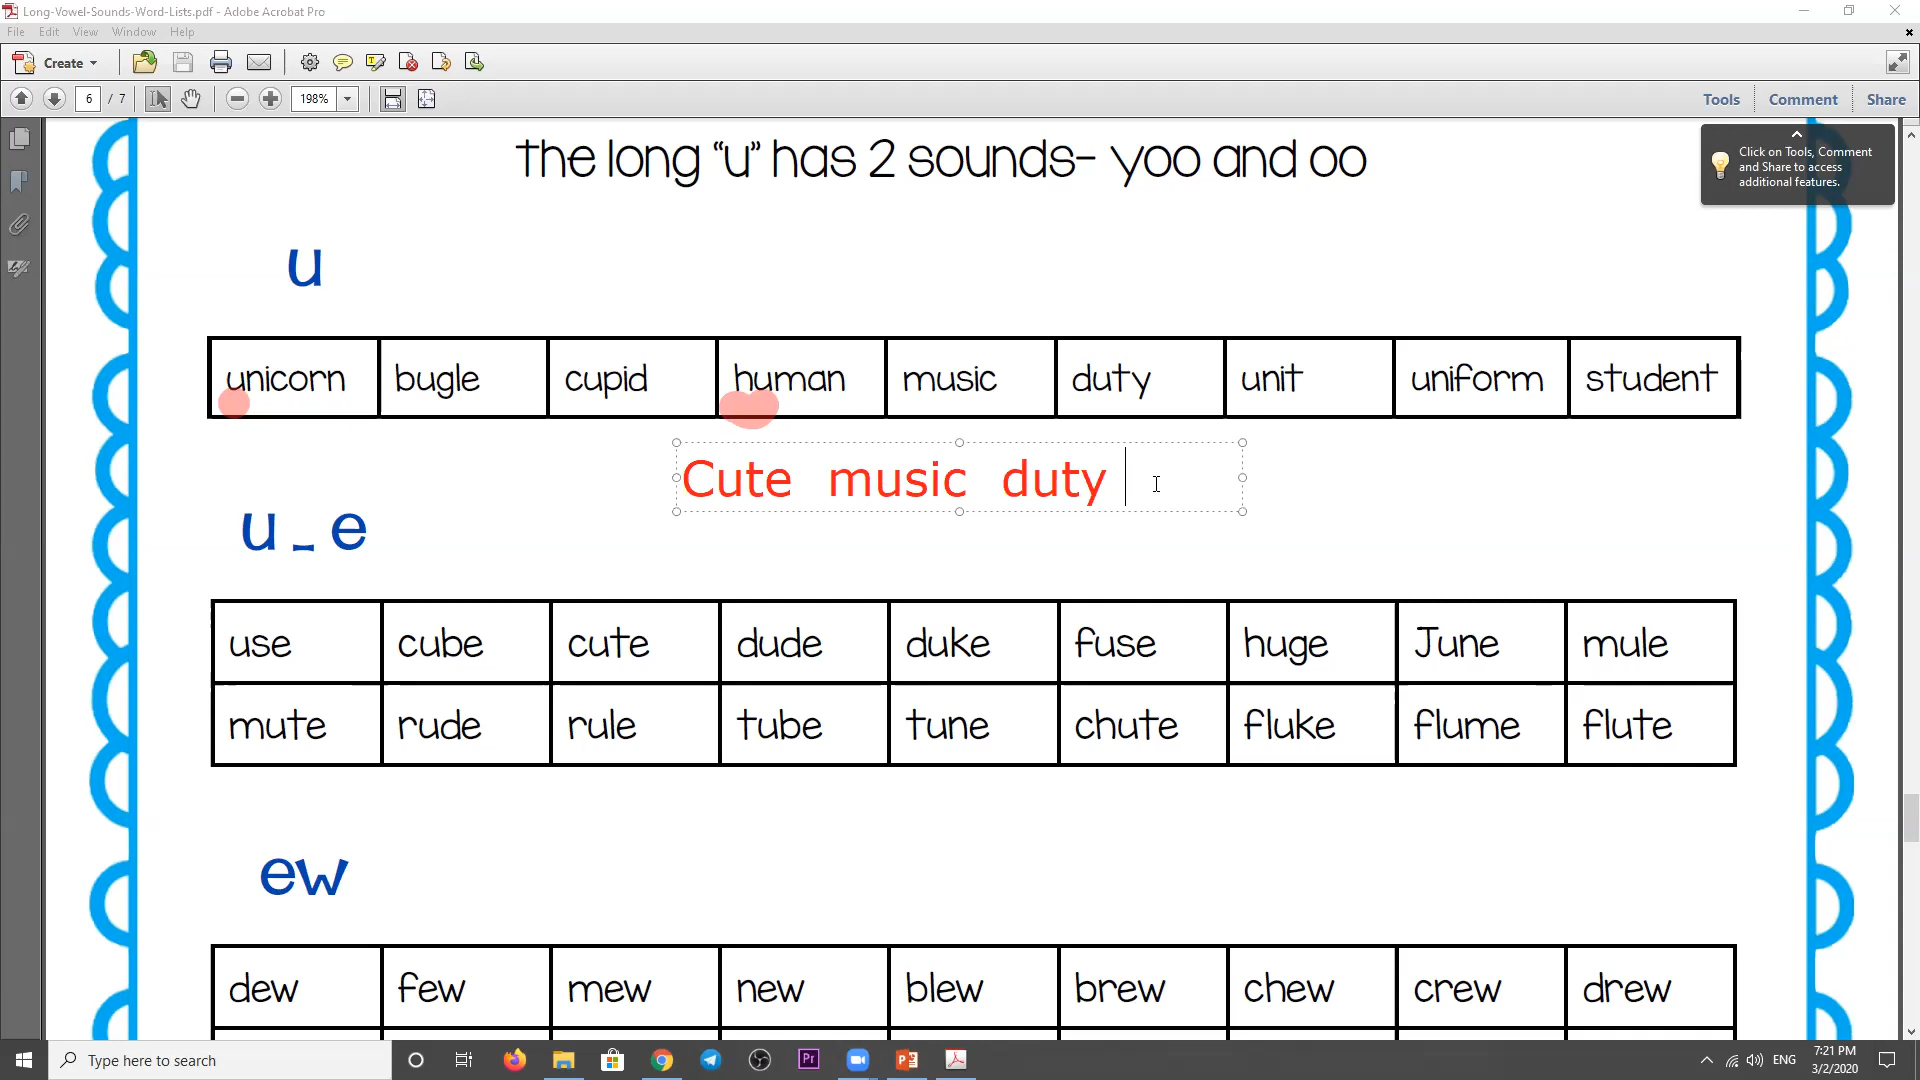 Long-Vowel-Sounds-Word-Lists.pdf - Adobe Acrobat Pro
File Edit View Window Help
Create
6 / 7 198% Tools Comment Share
Click on Tools, Comment
and Share to access
additional features.
the long "u" has 2 sounds- yoo and oo
u
unicorn bugle cupid human music duty unit uniform student
Cute music duty
u_e
use cube cute dude duke fuse huge June mule
mute rude rule tube tune chute fluke flume flute
ew
dew few mew new blew brew chew crew drew
Type here to search
Pr
ENG
7:21 PM
3/2/2020